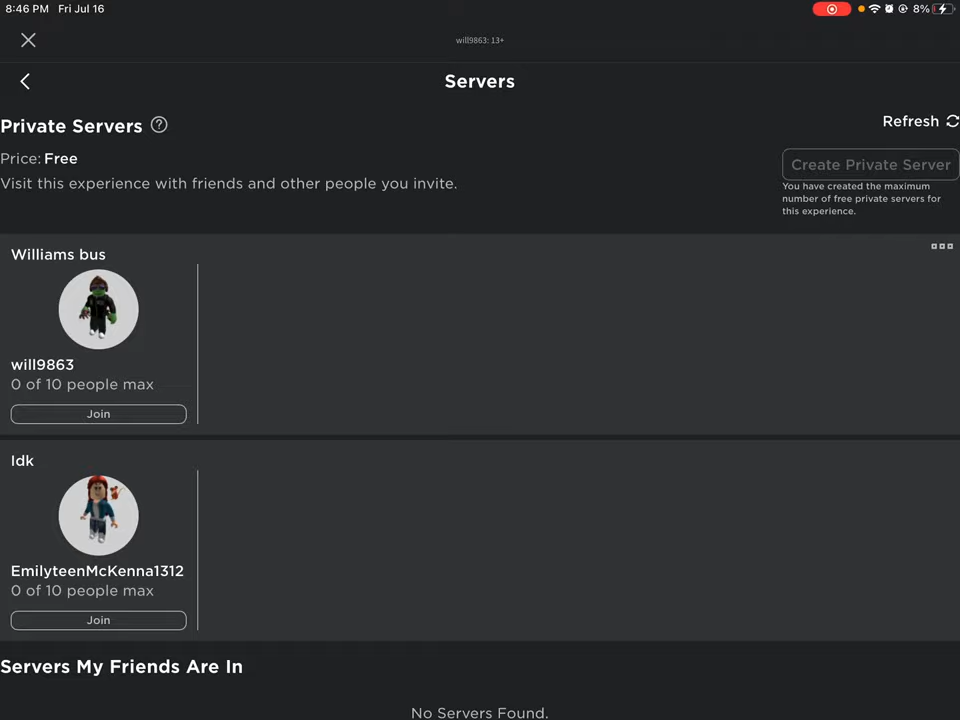 8:46 PM Fri Jul 16
8%
will9863: 13+
Servers
Private Servers
Refresh
Price: Free
Visit this experience with friends and other people you invite.
Create Private Server
You have created the maximum
number of free private servers for
this experience.
Williams bus
will9863
0 of 10 people max
Join
Idk
EmilyteenMcKenna1312
0 of 10 people max
Join
Servers My Friends Are In
No Servers Found.